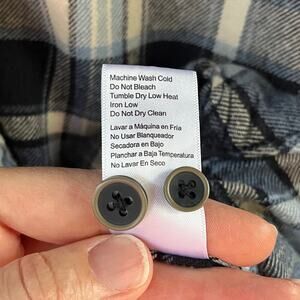 Machine Wash Cold
Do Not Bleach
Tumble Dry Low Heat
Iron Low
Do Not Dry Clean
Lavar a Máquina en Fria
No Usar Blanqueador
Secadora en Bajo
Planchar a Baja Temperatura
No Lavar En Seco